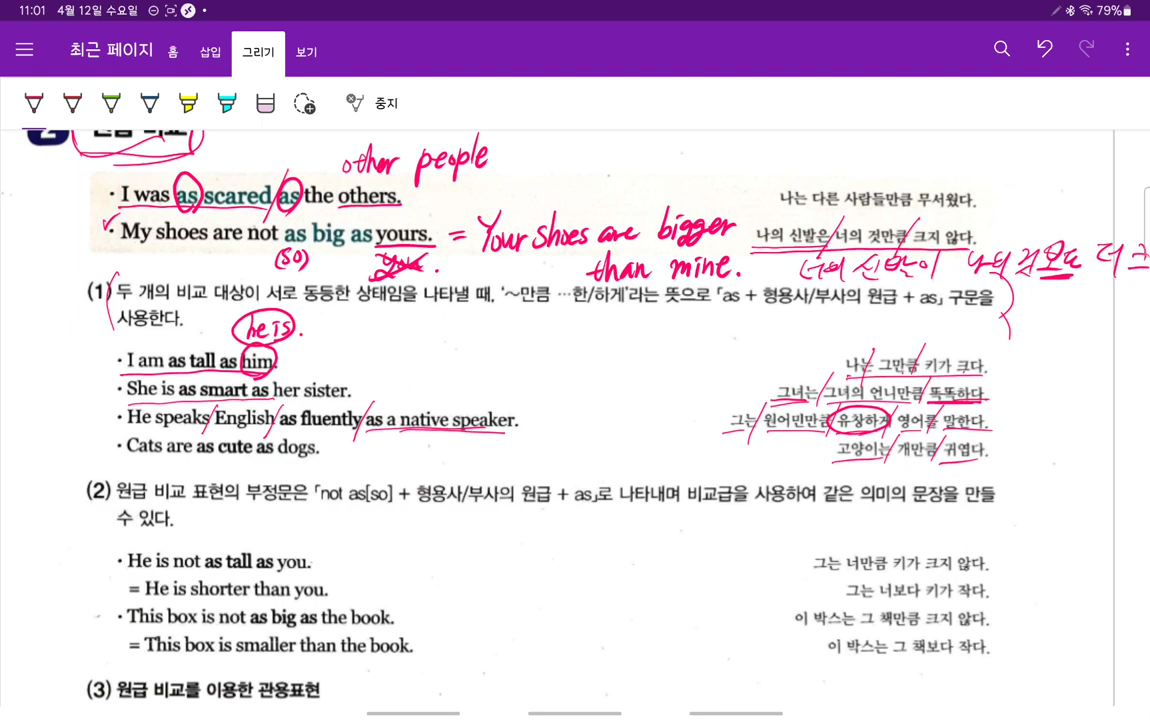 11:01 4월 12일 수요일 79%
최근 페이지 홈 삽입 그리기 보기
중지
2 원급 비교
other people
· I was as scared as the others. 나는 다른 사람들만큼 무서웠다.
· My shoes are not as big as yours. = Your shoes are bigger 나의 신발은 너의 것만큼 크지 않다.
(so) you. than mine. 너의 신발이 나의 것보다 더 크
(1) 두 개의 비교 대상이 서로 동등한 상태임을 나타낼 때, '~만큼 …한/하게'라는 뜻으로 「as + 형용사/부사의 원급 + as」 구문을
사용한다.
he is.
· I am as tall as him. 나는 그만큼 키가 크다.
· She is as smart as her sister. 그녀는 그녀의 언니만큼 똑똑하다.
· He speaks English as fluently as a native speaker. 그는 원어민만큼 유창하게 영어를 말한다.
· Cats are as cute as dogs. 고양이는 개만큼 귀엽다.
(2) 원급 비교 표현의 부정문은 「not as[so] + 형용사/부사의 원급 + as」로 나타내며 비교급을 사용하여 같은 의미의 문장을 만들
수 있다.
· He is not as tall as you. 그는 너만큼 키가 크지 않다.
= He is shorter than you. 그는 너보다 키가 작다.
· This box is not as big as the book. 이 박스는 그 책만큼 크지 않다.
= This box is smaller than the book. 이 박스는 그 책보다 작다.
(3) 원급 비교를 이용한 관용표현